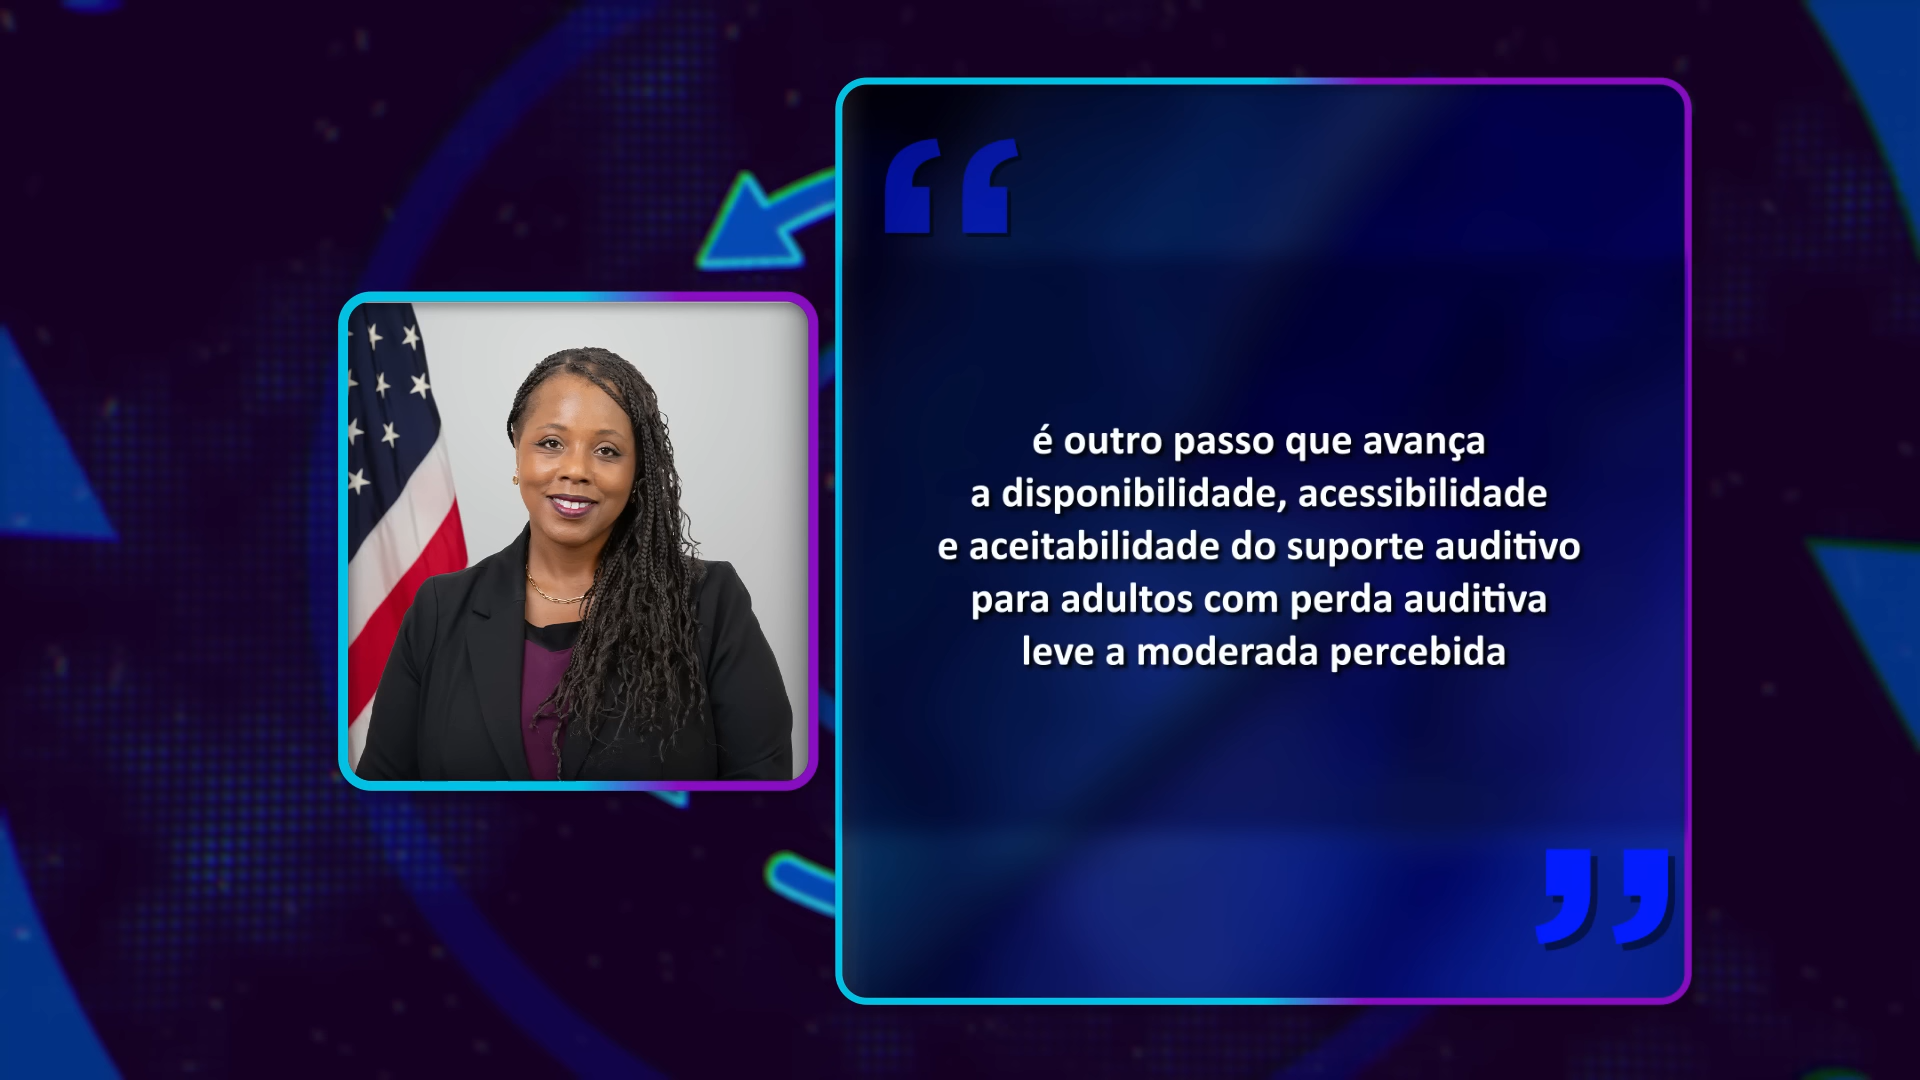 é outro passo que avança
a disponibilidade, acessibilidade
e aceitabilidade do suporte auditivo
para adultos com perda auditiva
leve a moderada percebida